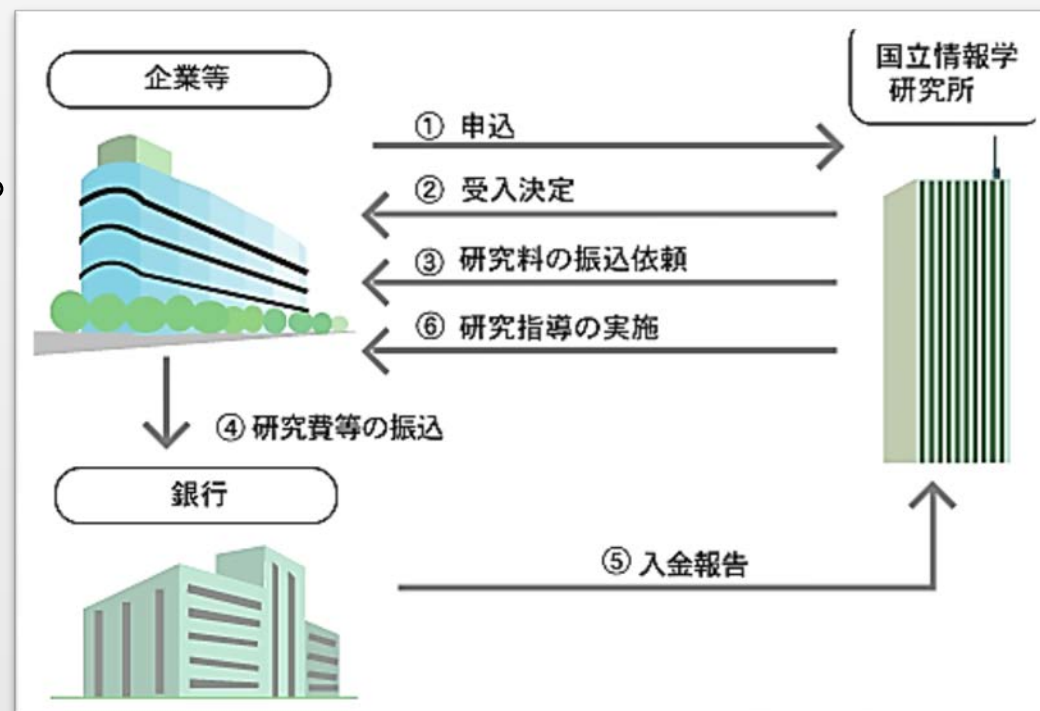 企業等
国立情報学
研究所
① 申込
② 受入決定
③ 研究料の振込依頼
⑥ 研究指導の実施
④ 研究費等の振込
銀行
⑤ 入金報告